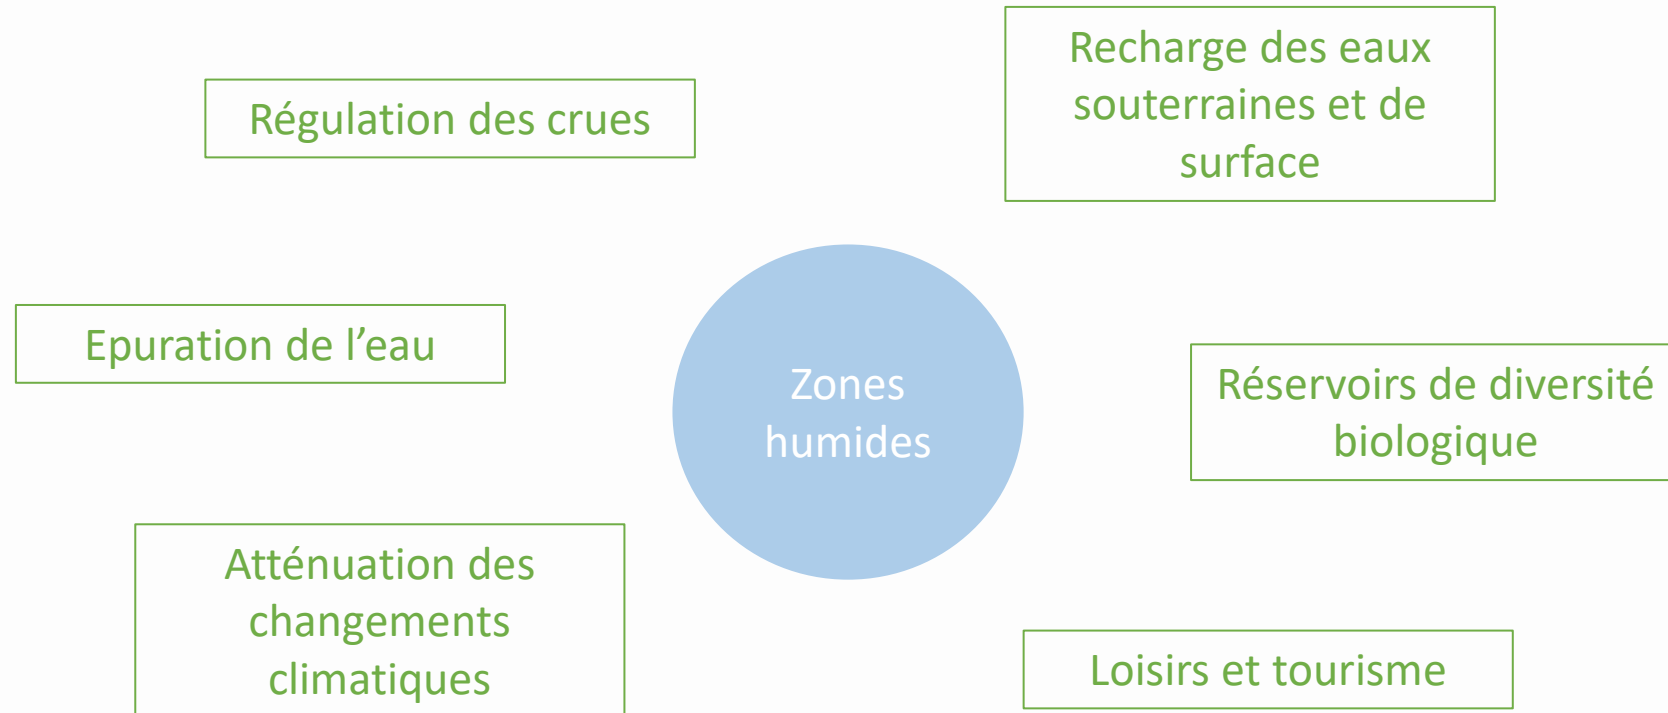 Recharge des eaux
souterraines et de
surface
Régulation des crues
Epuration de l’eau
Zones
humides
Réservoirs de diversité
biologique
Atténuation des
changements
climatiques
Loisirs et tourisme